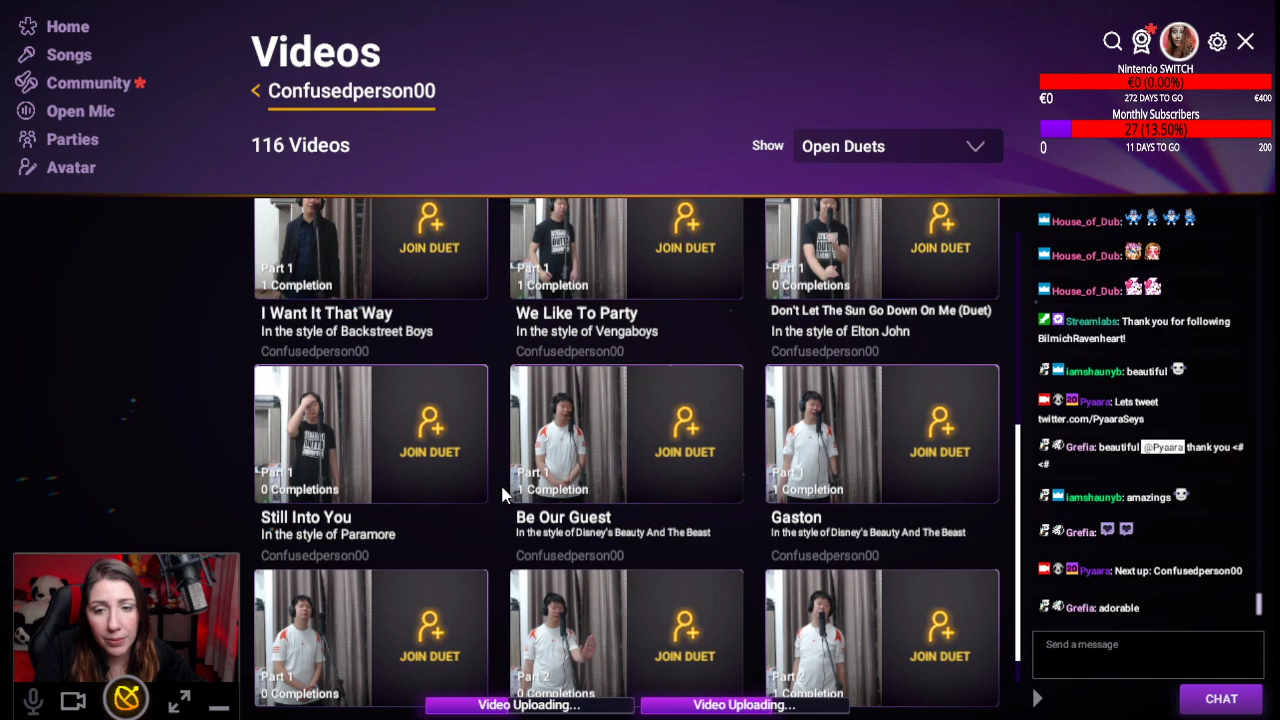 Home
Songs
Community
Open Mic
Parties
Avatar
Videos
< Confusedperson00
116 Videos
Show
Open Duets
Nintendo SWITCH
€0 (0.00%)
€0
272 DAYS TO GO
€400
Monthly Subscribers
27 (13.50%)
0
11 DAYS TO GO
200
JOIN DUET
Part 1
1 Completion
I Want It That Way
In the style of Backstreet Boys
Confusedperson00
JOIN DUET
Part 1
1 Completion
We Like To Party
In the style of Vengaboys
Confusedperson00
JOIN DUET
Part 1
0 Completions
Don't Let The Sun Go Down On Me (Duet)
In the style of Elton John
Confusedperson00
JOIN DUET
Part 1
0 Completions
Still Into You
In the style of Paramore
Confusedperson00
JOIN DUET
Part 1
1 Completion
Be Our Guest
In the style of Disney's Beauty And The Beast
Confusedperson00
JOIN DUET
Part 1
1 Completion
Gaston
In the style of Disney's Beauty And The Beast
Confusedperson00
JOIN DUET
Part 1
0 Completions
JOIN DUET
Part 2
0 Completions
JOIN DUET
Part 2
1 Completion
Video Uploading...
Video Uploading...
House_of_Dub:
House_of_Dub:
House_of_Dub:
Streamlabs: Thank you for following
BilmichRavenheart!
iamshaunyb: beautiful
20 Pyaara: Lets tweet
twitter.com/PyaaraSeys
Grefia: beautiful @Pyaara thank you <#
<#
iamshaunyb: amazings
Grefia:
20 Pyaara: Next up: Confusedperson00
Grefia: adorable
Send a message
CHAT